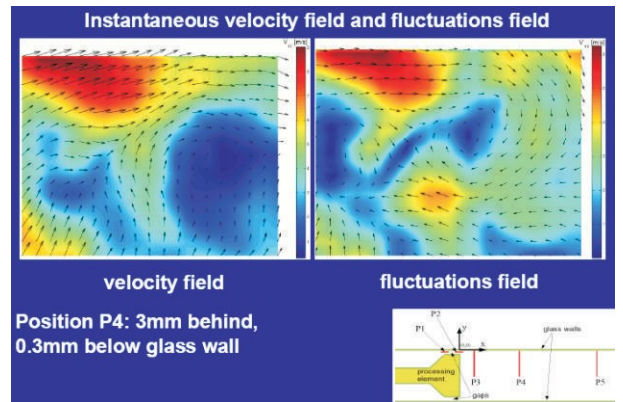 Instantaneous velocity field and fluctuations field
[m/s]
[m/s]
velocity field
fluctuations field
Position P4: 3mm behind,
0.3mm below glass wall
P2
P1
y
x
glass walls
processing
element
P3
P4
P5
gaps